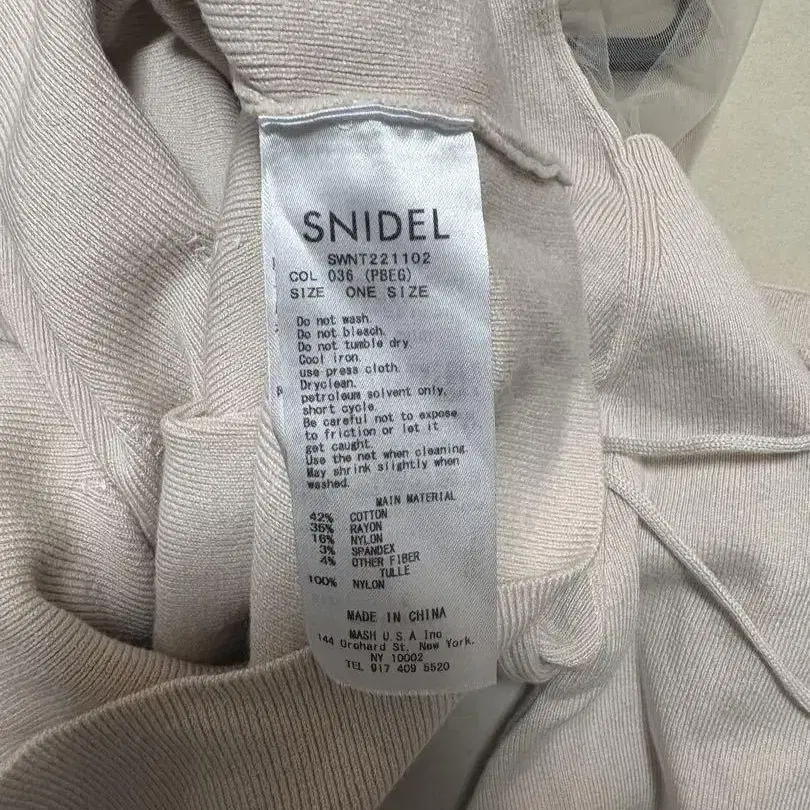 SNIDEL
SWNT221102
COL 036 (PBEG)
SIZE ONE SIZE
Do not wash.
Do not bleach.
Do not tumble dry
Cool iron.
use press cloth.
Dryclean.
petroleum solvent only.
short cycle.
Be careful not to expose
to friction or let it
get caught.
Use the net when cleaning.
May shrink slightly when
washed.
MAIN MATERIAL
42% COTTON
35% RAYON
16% NYLON
3% SPANDEX
4% OTHER FIBER
TULLE
100% NYLON
MADE IN CHINA
MASH U.S.A Inc
144 Orchard St, New York,
NY 10002
TEL 917 409 5520